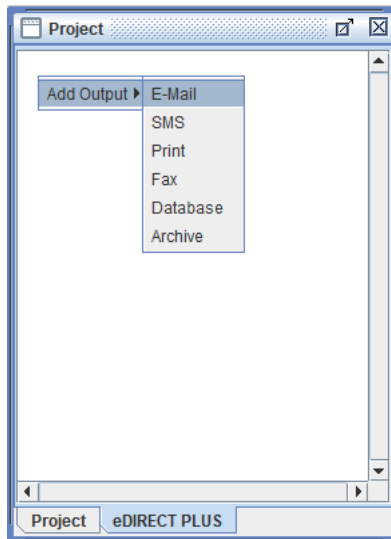 Project
Add Output E-Mail
SMS
Print
Fax
Database
Archive
Project eDIRECT PLUS